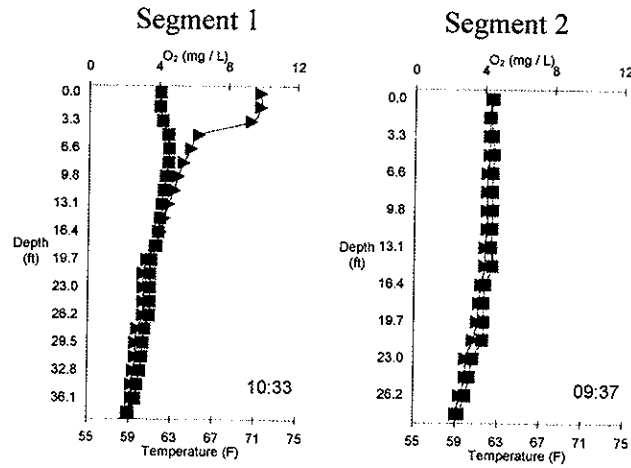 Segment 1
O₂ (mg / L)
0 4 8 12
0.0
3.3
6.6
9.8
13.1
16.4
Depth
(ft)
19.7
23.0
26.2
29.5
32.8
36.1
10:33
55 59 63 67 71 75
Temperature (F)
Segment 2
O₂ (mg / L)
0 4 8 12
0.0
3.3
6.6
9.8
13.1
Depth
(ft)
16.4
19.7
23.0
26.2
09:37
55 59 63 67 71 75
Temperature (F)